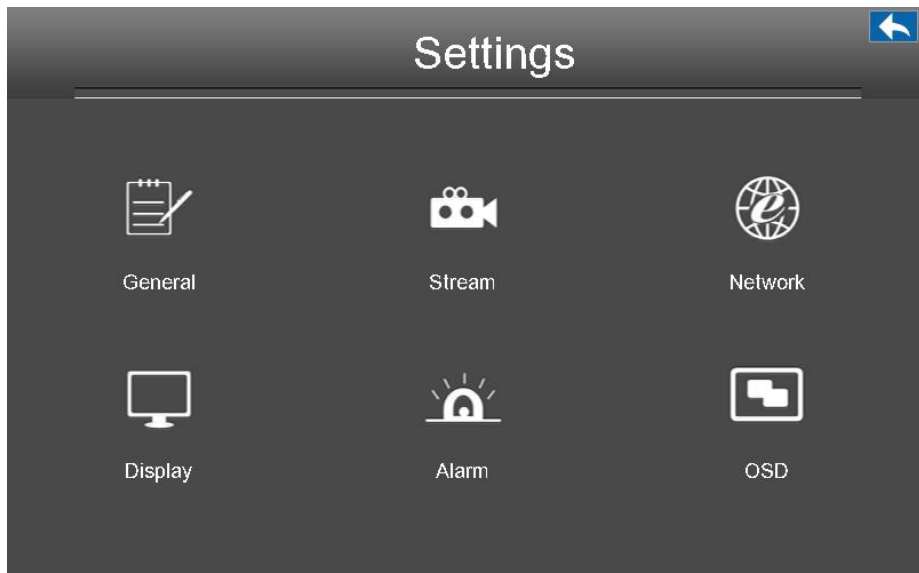 Settings
General
Stream
Network
Display
Alarm
OSD